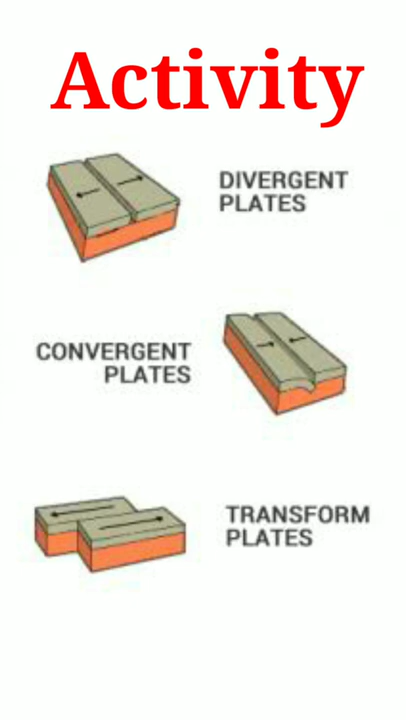 Activity
DIVERGENT
PLATES
CONVERGENT
PLATES
TRANSFORM
PLATES